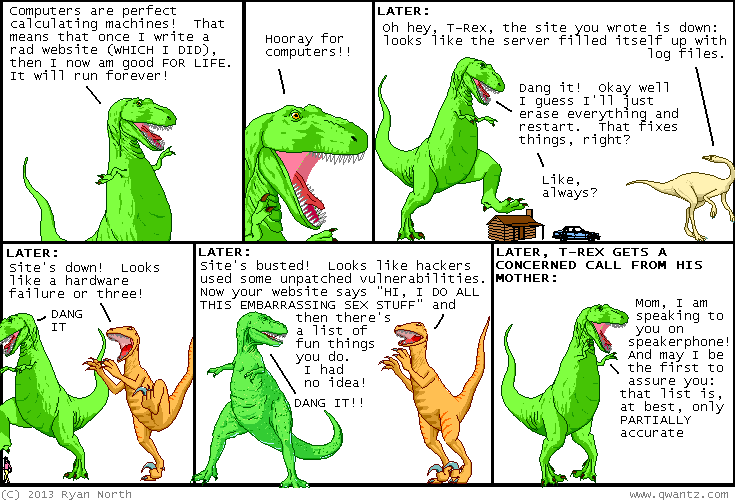 Computers are perfect
calculating machines! That
means that once I write a
rad website (WHICH I DID),
then I now am good FOR LIFE.
It will run forever!
Hooray for
computers!!
LATER:
Oh hey, T-Rex, the site you wrote is down:
looks like the server filled itself up with
log files.
Dang it! Okay well
I guess I'll just
erase everything and
restart. That fixes
things, right?
Like,
always?
LATER:
Site's down! Looks
like a hardware
failure or three!
DANG
IT
LATER:
Site's busted! Looks like hackers
used some unpatched vulnerabilities.
Now your website says "HI, I DO ALL
THIS EMBARRASSING SEX STUFF" and
then there's
a list of
fun things
you do.
I had
no idea!
DANG IT!!
LATER, T-REX GETS A
CONCERNED CALL FROM HIS
MOTHER:
Mom, I am
speaking to
you on
speakerphone!
And may I be
the first to
assure you:
that list is,
at best, only
PARTIALLY
accurate
(C) 2013 Ryan North
www.qwantz.com